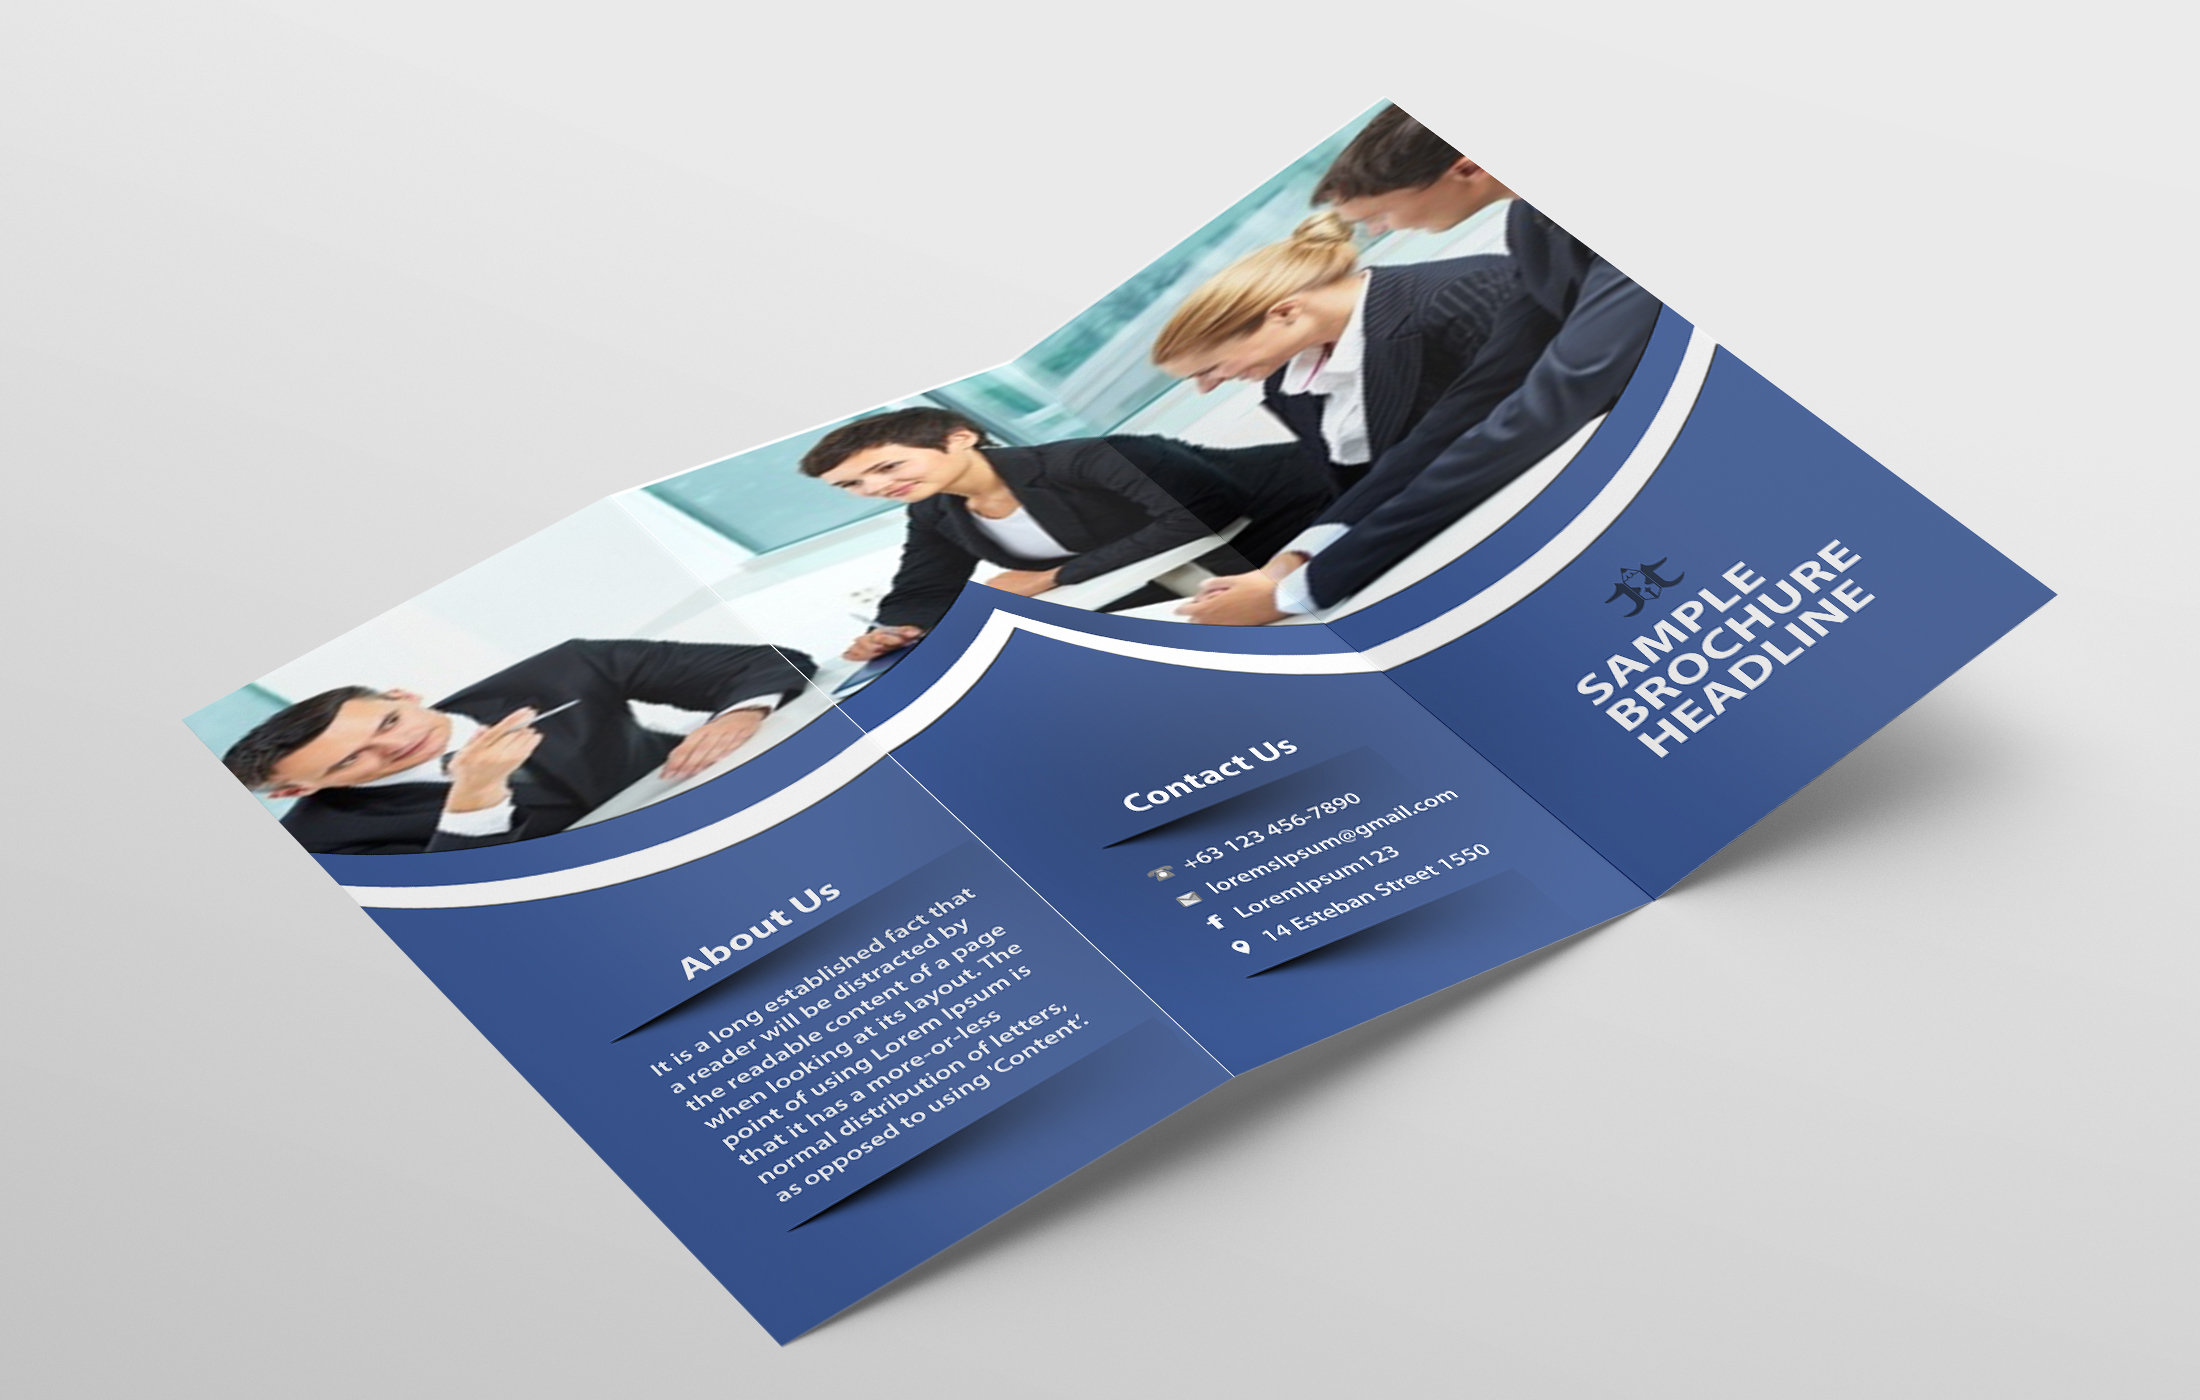 About Us
It is a long established fact that
a reader will be distracted by
the readable content of a page
when looking at its layout. The
point of using Lorem Ipsum is
that it has a more-or-less
normal distribution of letters,
as opposed to using 'Content'.
Contact Us
+63 123 456-7890
loremsIpsum@gmail.com
LoremIpsum123
14 Esteban Street 1550
SAMPLE
BROCHURE
HEADLINE